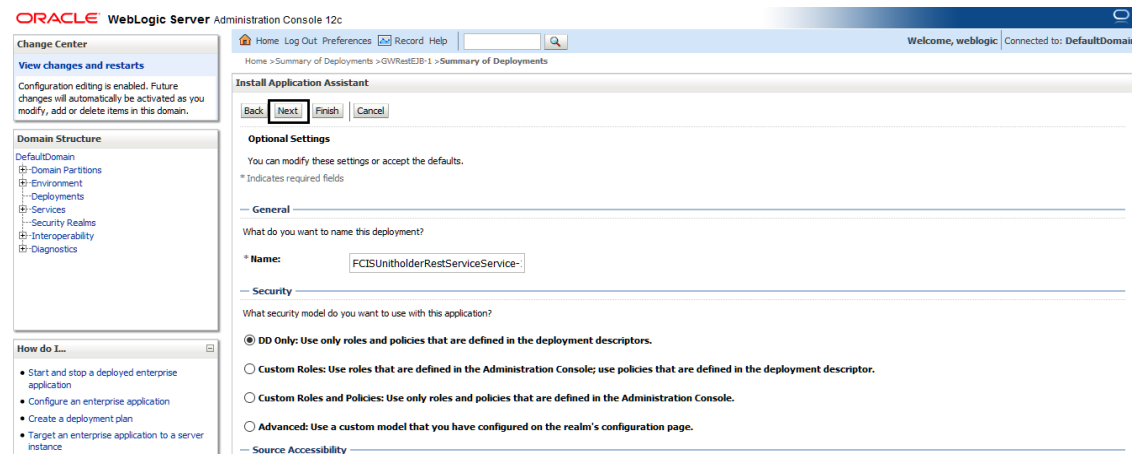 ORACLE WebLogic Server Administration Console 12c
Change Center
View changes and restarts
Configuration editing is enabled. Future
changes will automatically be activated as you
modify, add or delete items in this domain.
Domain Structure
DefaultDomain
Domain Partitions
Environment
Deployments
Services
Security Realms
Interoperability
Diagnostics
How do I...
Start and stop a deployed enterprise
application
Configure an enterprise application
Create a deployment plan
Target an enterprise application to a server
instance
Home Log Out Preferences Record Help
Welcome, weblogic Connected to: DefaultDomain
Home >Summary of Deployments >GWRestEJB-1 >Summary of Deployments
Install Application Assistant
Back Next Finish Cancel
Optional Settings
You can modify these settings or accept the defaults.
* Indicates required fields
General
What do you want to name this deployment?
* Name: FCISUnitholderRestServiceService-
Security
What security model do you want to use with this application?
DD Only: Use only roles and policies that are defined in the deployment descriptors.
Custom Roles: Use roles that are defined in the Administration Console; use policies that are defined in the deployment descriptor.
Custom Roles and Policies: Use only roles and policies that are defined in the Administration Console.
Advanced: Use a custom model that you have configured on the realm's configuration page.
Source Accessibility